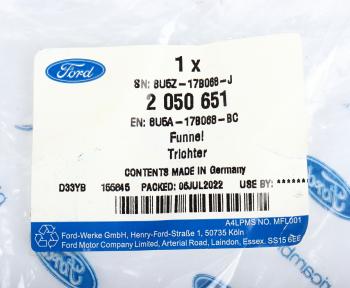 Ford
1 x
SN: 8U5Z-17B068-J
2 050 651
EN: 8U5A-17B068-BC
Funnel
Trichter
CONTENTS MADE IN Germany
D33YB 155845 PACKED: 06JUL2022 USE BY: *******
A4LPMS NO. MFL001
Ford-Werke GmbH, Henry-Ford-Straße 1, 50735 Köln
Ford Motor Company Limited, Arterial Road, Laindon, Essex. SS15 6EE